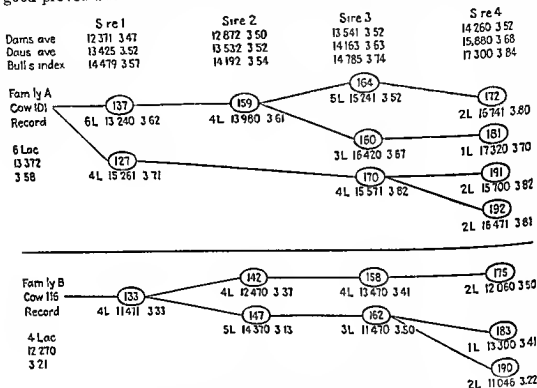 good proven
S re 1 Sire 2 Sire 3 Sire 4
Dams ave 12 371 3.47 12 872 3.50 13 541 3.52 14 260 3.52
Daus ave 13 425 3.52 13 532 3.52 14 163 3.63 15,880 3.68
Bull s index 14 479 3.57 14 192 3.54 14 785 3.74 17 300 3.84
Fam ly A
Cow 101
Record
6 Lac
13 372
3.58
137
6L 13 240 3.62
127
4L 15 261 3.71
159
4L 13 980 3.61
164
5L 15 241 3.52
160
3L 16 420 3.67
170
4L 15 571 3.82
172
2L 16 741 3.80
181
1L 17 320 3.70
191
2L 15 700 3.82
192
2L 16 471 3.81
Fam ly B
Cow 116
Record
4 Lac
12 270
3.21
133
4L 11 471 3.33
142
4L 12 470 3.37
147
5L 14 370 3.13
158
4L 13 470 3.41
162
3L 11 470 3.50
175
2L 12 060 3.50
183
1L 13 300 3.41
190
2L 11 046 3.22